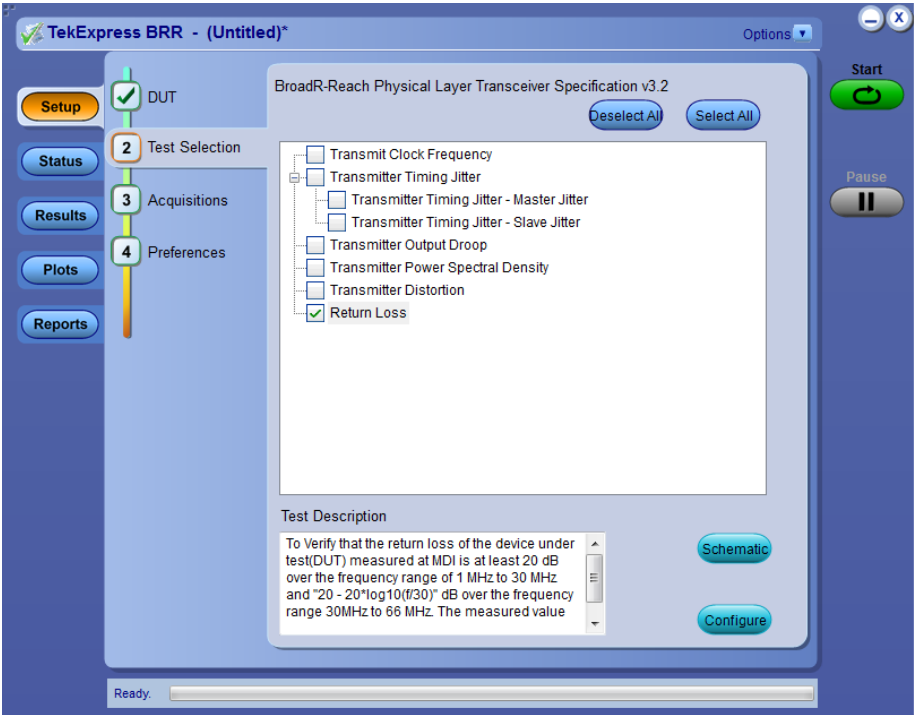 TekExpress BRR - (Untitled)*
Options
Start
Pause
Setup
Status
Results
Plots
Reports
DUT
2 Test Selection
3 Acquisitions
4 Preferences
BroadR-Reach Physical Layer Transceiver Specification v3.2
Deselect All
Select All
Transmit Clock Frequency
Transmitter Timing Jitter
Transmitter Timing Jitter - Master Jitter
Transmitter Timing Jitter - Slave Jitter
Transmitter Output Droop
Transmitter Power Spectral Density
Transmitter Distortion
Return Loss
Test Description
To Verify that the return loss of the device under
test(DUT) measured at MDI is at least 20 dB
over the frequency range of 1 MHz to 30 MHz
and "20 - 20*log10(f/30)" dB over the frequency
range 30MHz to 66 MHz. The measured value
Schematic
Configure
Ready.